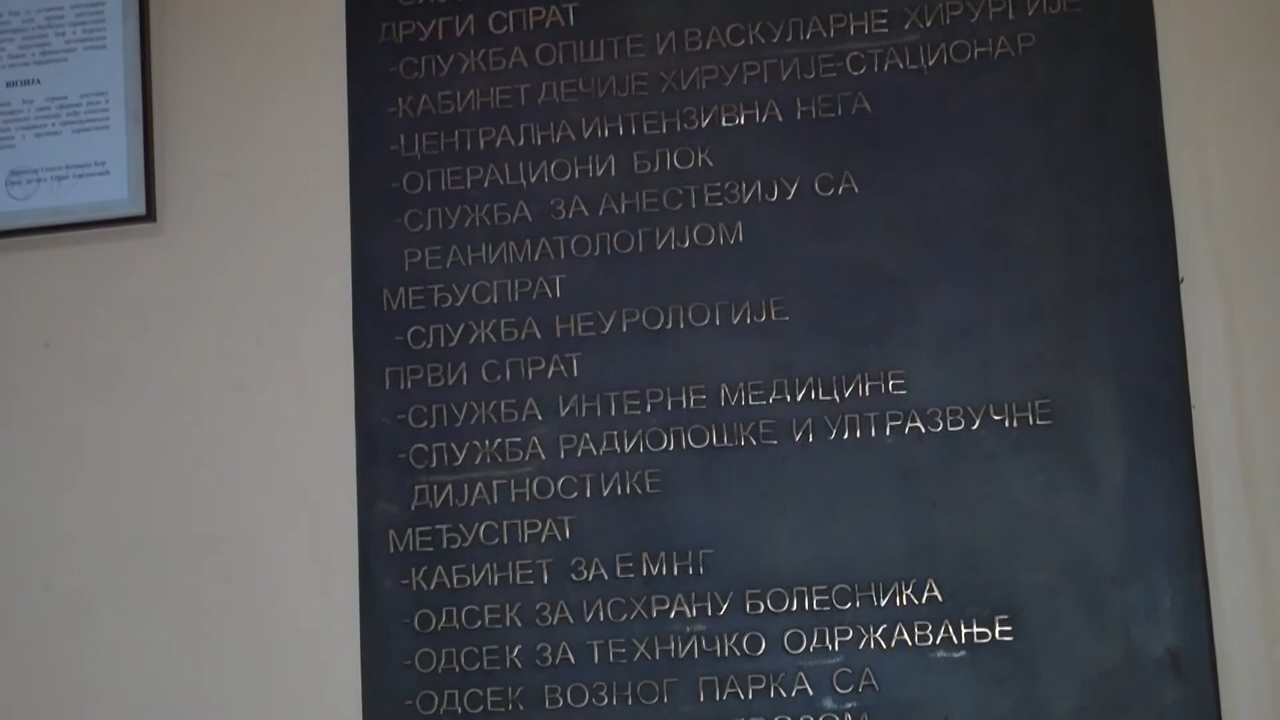 ВИЗИЈА
ДРУГИ СПРАТ
-СЛУЖБА ОПШТЕ И ВАСКУЛАРНЕ ХИРУРГИЈЕ
-КАБИНЕТ ДЕЧИЈЕ ХИРУРГИЈЕ-СТАЦИОНАР
-ЦЕНТРАЛНА ИНТЕНЗИВНА НЕГА
-ОПЕРАЦИОНИ БЛОК
-СЛУЖБА ЗА АНЕСТЕЗИЈУ СА
РЕАНИМАТОЛОГИЈОМ
МЕЂУСПРАТ
-СЛУЖБА НЕУРОЛОГИЈЕ
ПРВИ СПРАТ
-СЛУЖБА ИНТЕРНЕ МЕДИЦИНЕ
-СЛУЖБА РАДИОЛОШКЕ И УЛТРАЗВУЧНЕ
ДИЈАГНОСТИКЕ
МЕЂУСПРАТ
-КАБИНЕТ ЗА ЕМНГ
-ОДСЕК ЗА ИСХРАНУ БОЛЕСНИКА
-ОДСЕК ЗА ТЕХНИЧКО ОДРЖАВАЊЕ
-ОДСЕК ВОЗНОГ ПАРКА СА